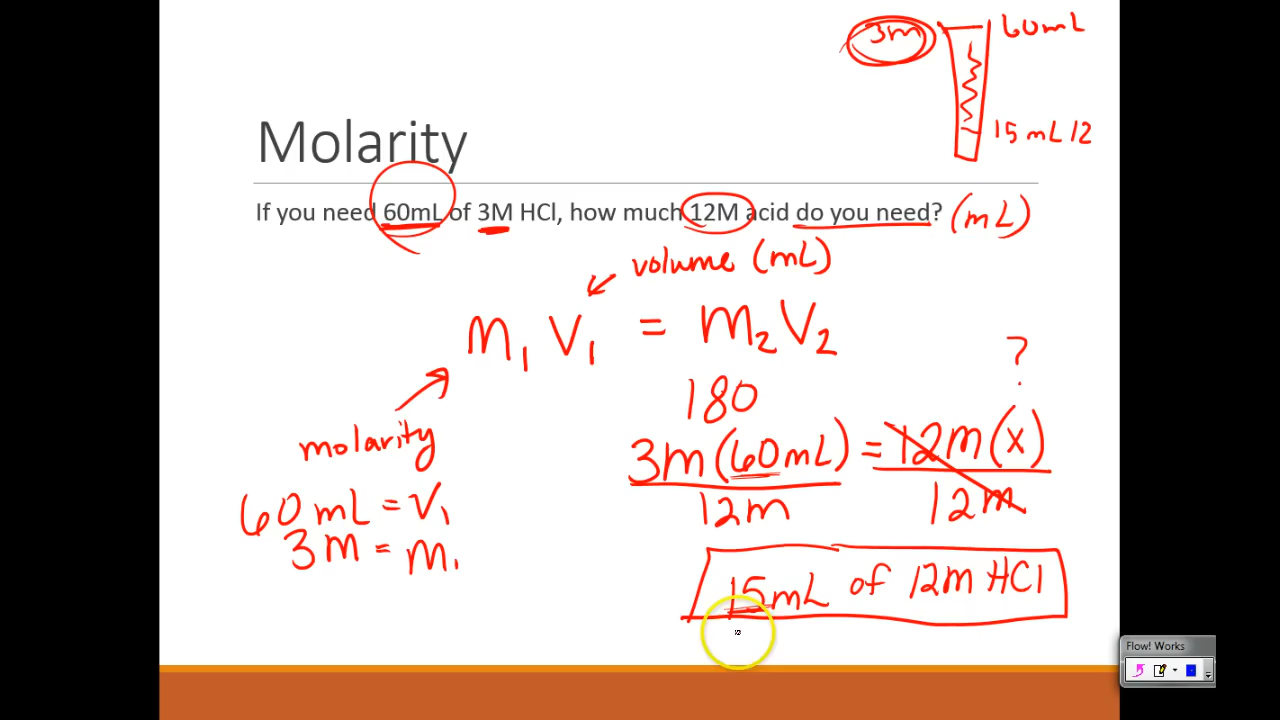 3m 60mL
15 mL 12
Molarity
If you need 60mL of 3M HCl, how much 12M acid do you need? (mL)
volume (mL)
M₁ V₁ = M₂ V₂
?
180
molarity
3m (60mL) = 12m (x)
12m 12m
60 mL = V₁
3M = M₁
15mL of 12m HCl
Flow! Works